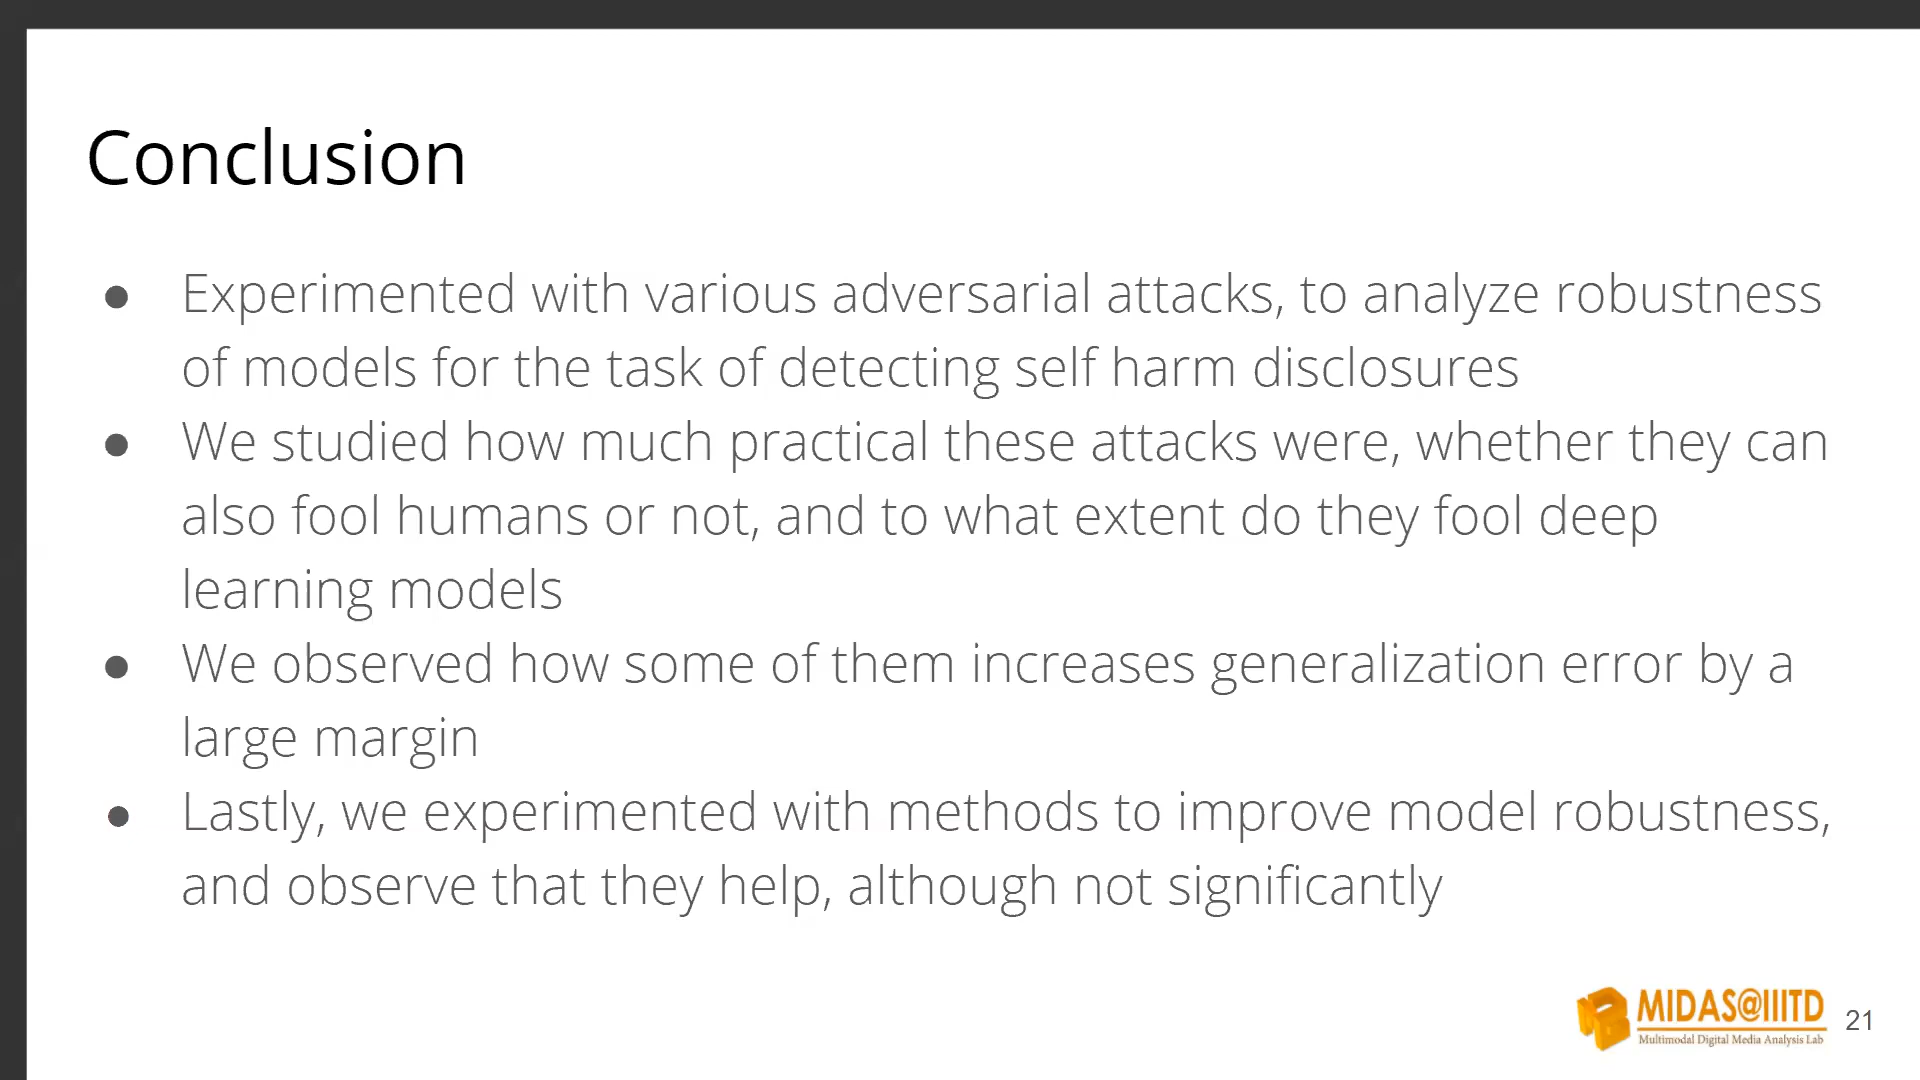 Conclusion
● Experimented with various adversarial attacks, to analyze robustness
of models for the task of detecting self harm disclosures
● We studied how much practical these attacks were, whether they can
also fool humans or not, and to what extent do they fool deep
learning models
● We observed how some of them increases generalization error by a
large margin
● Lastly, we experimented with methods to improve model robustness,
and observe that they help, although not significantly
MIDAS@IIITD
Multimodal Digital Media Analysis Lab
21